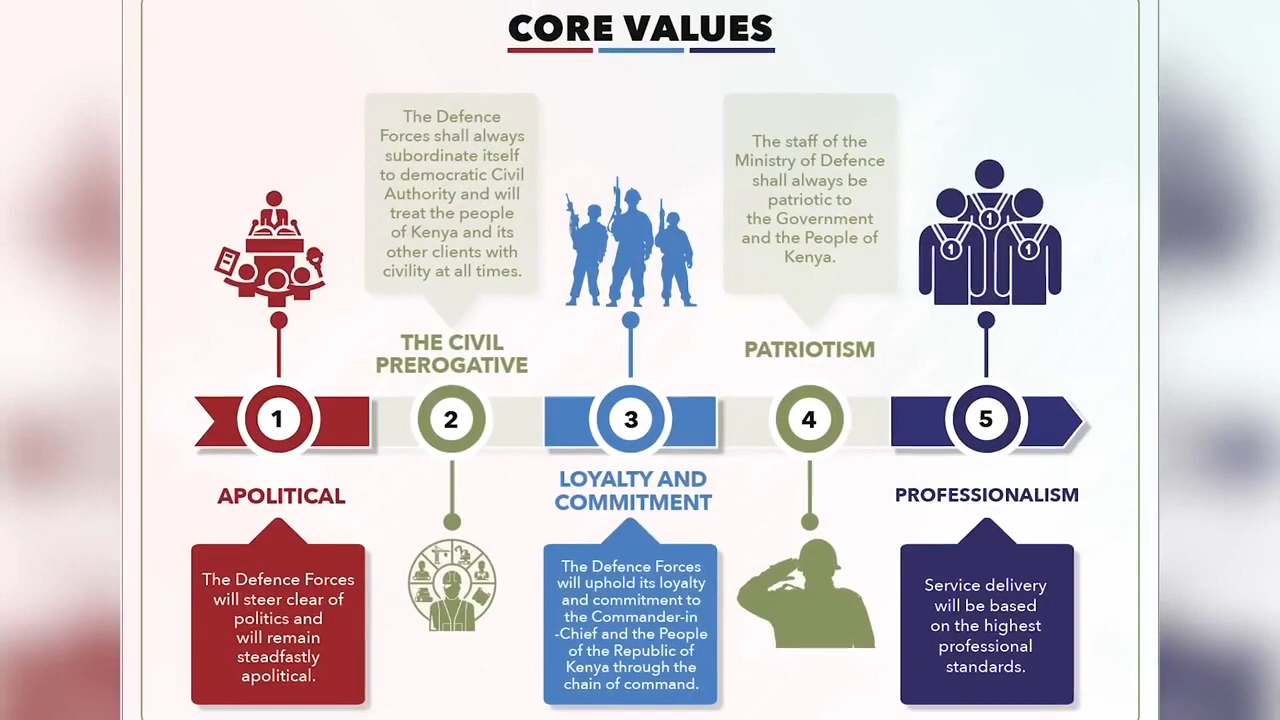 CORE VALUES
1
APOLITICAL
The Defence Forces
will steer clear of
politics and
will remain
steadfastly
apolitical.
The Defence
Forces shall always
subordinate itself
to democratic Civil
Authority and will
treat the people
of Kenya and its
other clients with
civility at all times.
THE CIVIL
PREROGATIVE
2
3
LOYALTY AND
COMMITMENT
The Defence Forces
will uphold its loyalty
and commitment to
the Commander-in
-Chief and the People
of the Republic of
Kenya through the
chain of command.
The staff of the
Ministry of Defence
shall always be
patriotic to
the Government
and the People of
Kenya.
PATRIOTISM
4
1
1
1
5
PROFESSIONALISM
Service delivery
will be based
on the highest
professional
standards.